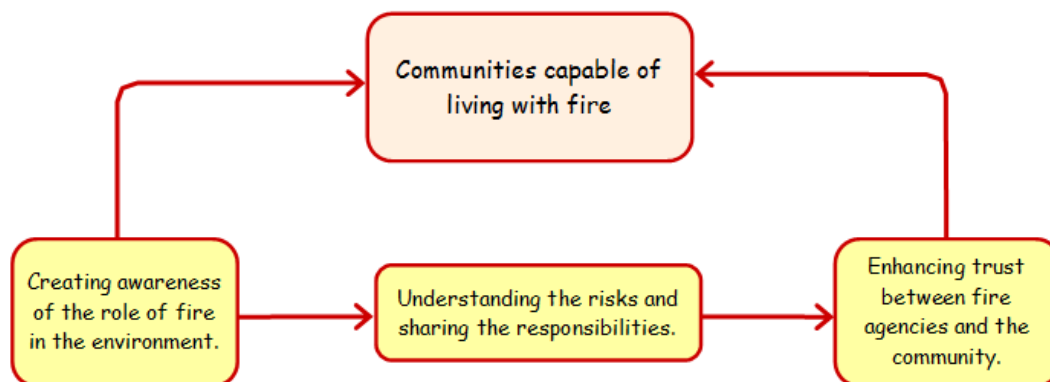 Communities capable of
living with fire
Creating awareness
of the role of fire
in the environment.
Understanding the risks and
sharing the responsibilities.
Enhancing trust
between fire
agencies and the
community.